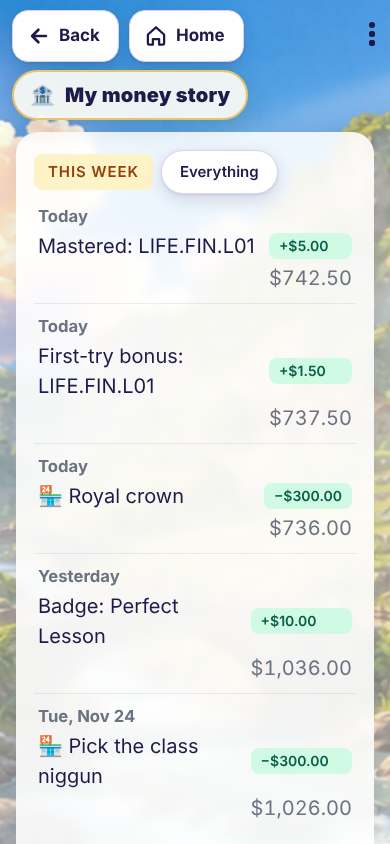 Back
Home
My money story
THIS WEEK
Everything
Today
Mastered: LIFE.FIN.L01
+$5.00
$742.50
Today
First-try bonus:
LIFE.FIN.L01
+$1.50
$737.50
Today
Royal crown
−$300.00
$736.00
Yesterday
Badge: Perfect
Lesson
+$10.00
$1,036.00
Tue, Nov 24
Pick the class
niggun
−$300.00
$1,026.00